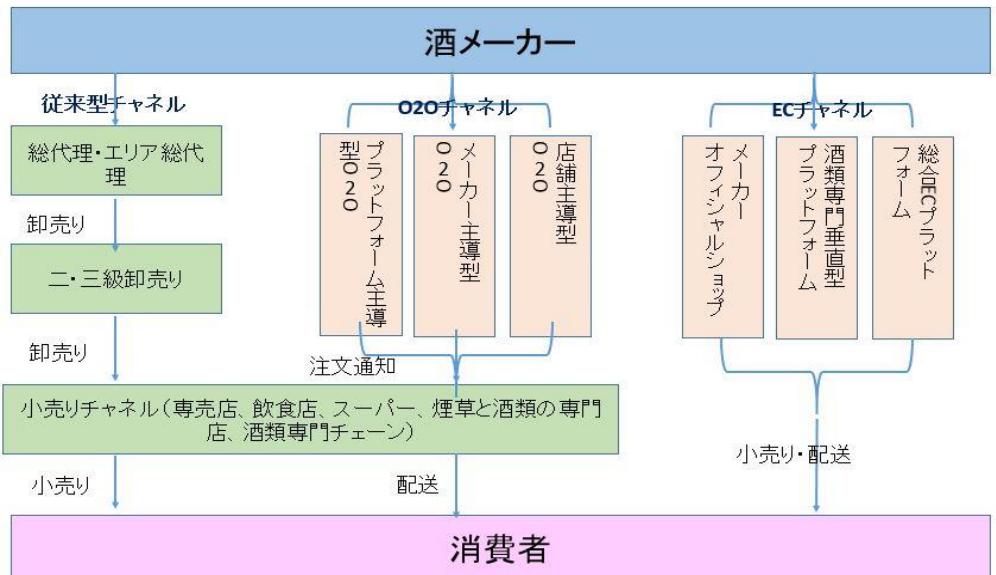 酒メーカー
従来型チャネル
O2Oチャネル
ECチャネル
総代理・エリア総代
理
卸売り
二・三級卸売り
卸売り
プラットフォーム主導
型O2O
メーカー主導型
O2O
店舗主導型
O2O
注文通知
メーカー
オフィシャルショップ
酒類専門垂直型
プラットフォーム
総合ECプラット
フォーム
小売りチャネル（専売店、飲食店、スーパー、煙草と酒類の専門
店、酒類専門チェーン）
小売り
配送
小売り・配送
消費者